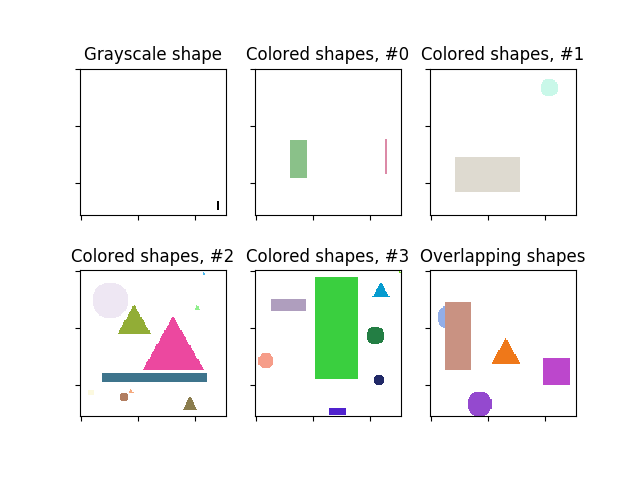 Grayscale shape
Colored shapes, #0
Colored shapes, #1
Colored shapes, #2
Colored shapes, #3
Overlapping shapes